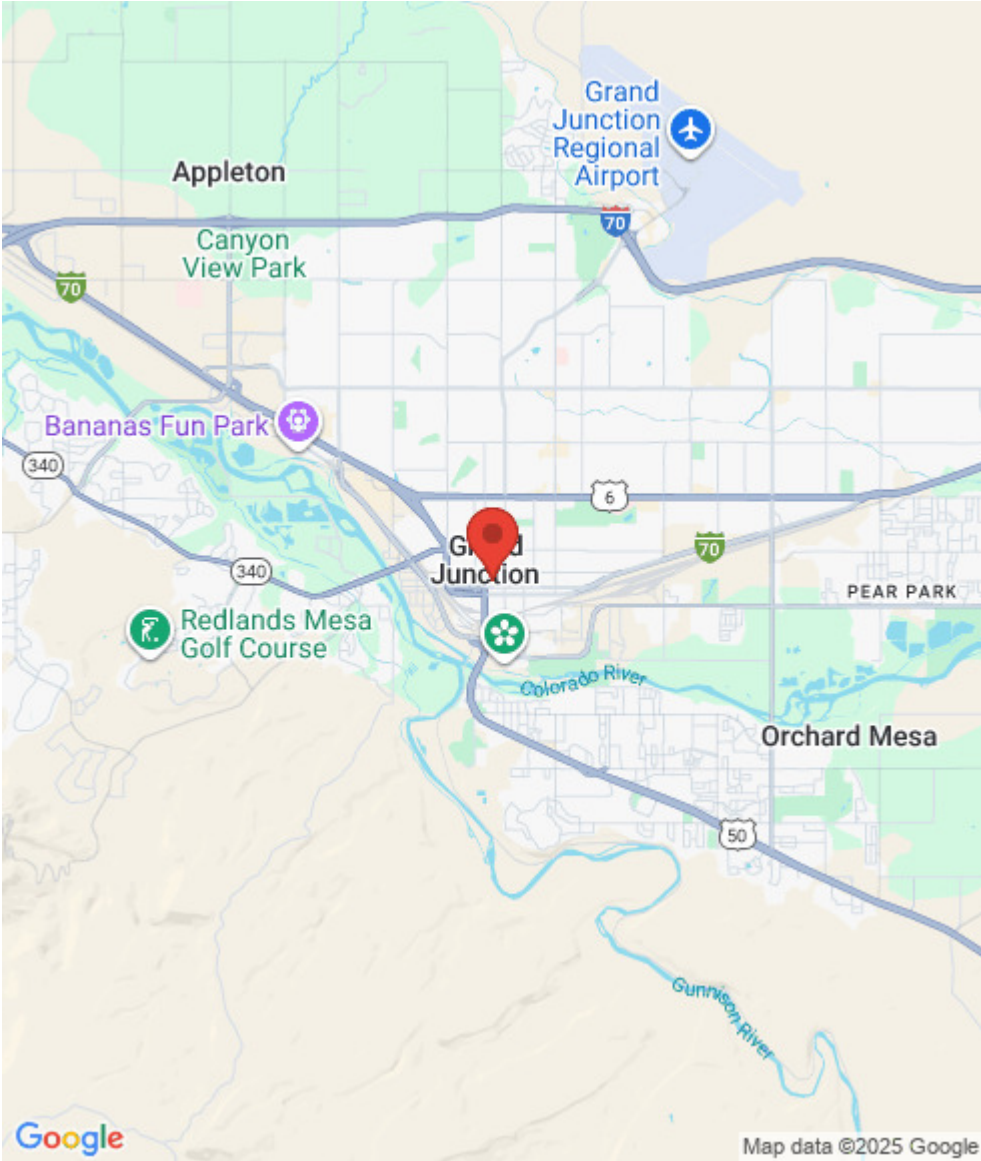 Grand
Junction
Regional
Airport
Appleton
70
Canyon
View Park
70
Bananas Fun Park
340
6
Grand
Junction
70
340
PEAR PARK
Redlands Mesa
Golf Course
Colorado River
Orchard Mesa
50
Gunnison River
Google
Map data ©2025 Google